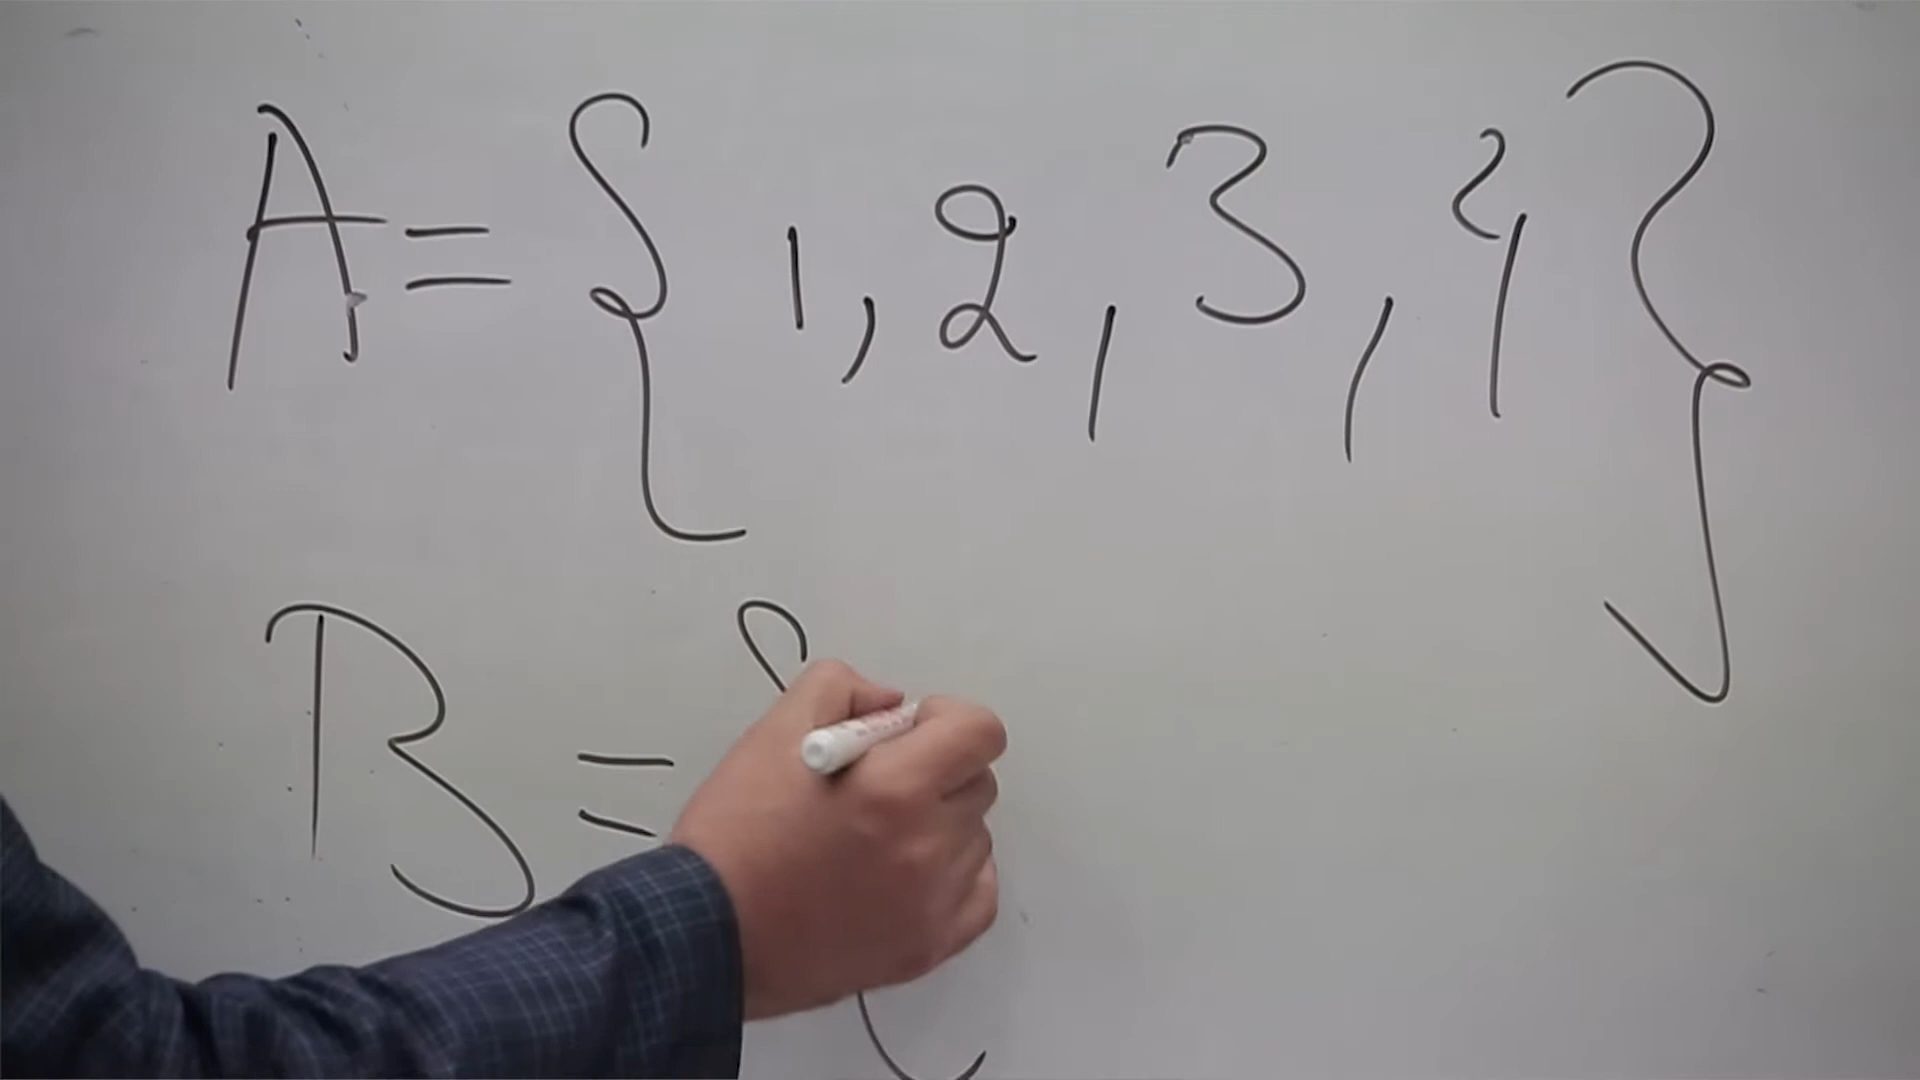 A = { 1, 2, 3, 4 }
B = {